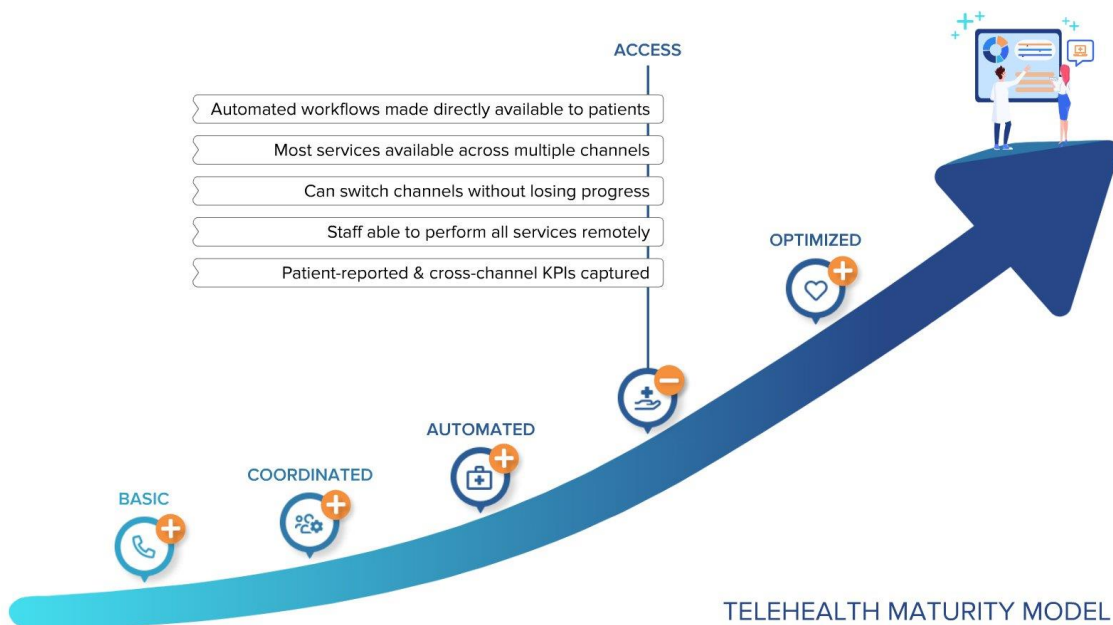 ACCESS
Automated workflows made directly available to patients
Most services available across multiple channels
Can switch channels without losing progress
Staff able to perform all services remotely
Patient-reported & cross-channel KPIs captured
OPTIMIZED
AUTOMATED
COORDINATED
BASIC
TELEHEALTH MATURITY MODEL